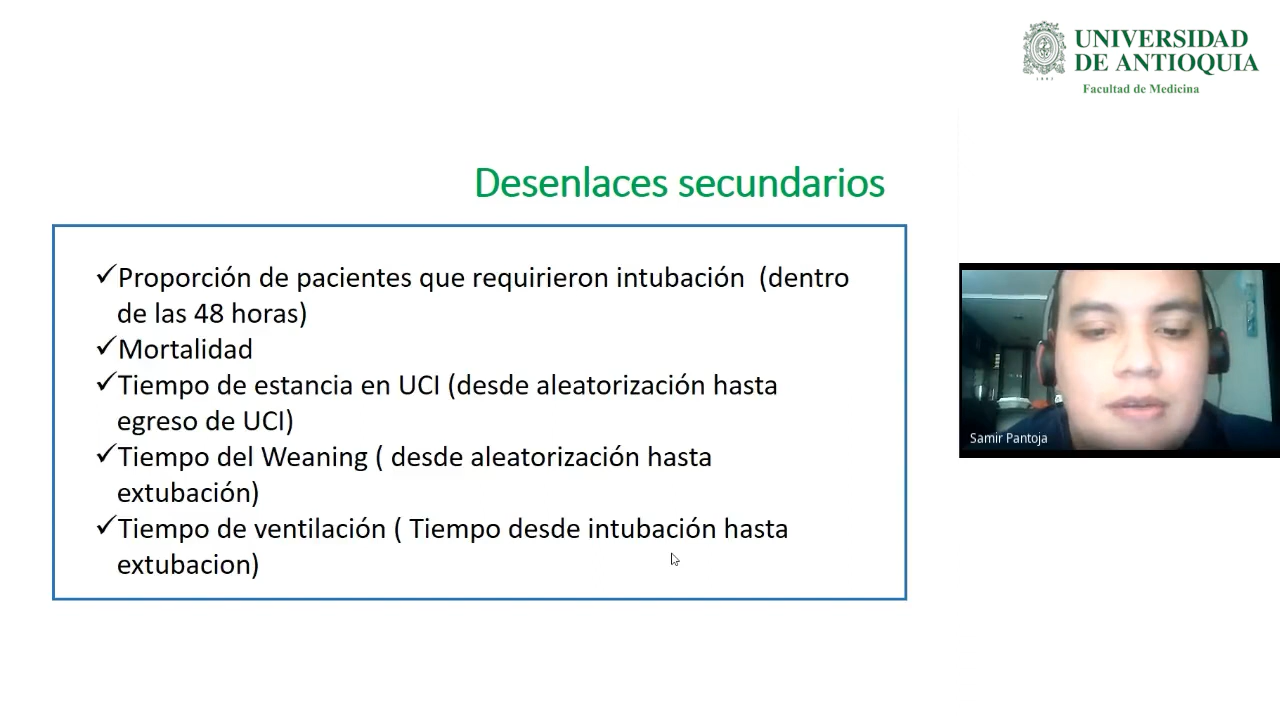 UNIVERSIDAD
DE ANTIOQUIA
Facultad de Medicina
Desenlaces secundarios
✓Proporción de pacientes que requirieron intubación (dentro
de las 48 horas)
✓Mortalidad
✓Tiempo de estancia en UCI (desde aleatorización hasta
egreso de UCI)
✓Tiempo del Weaning ( desde aleatorización hasta
extubación)
✓Tiempo de ventilación ( Tiempo desde intubación hasta
extubacion)
Samir Pantoja